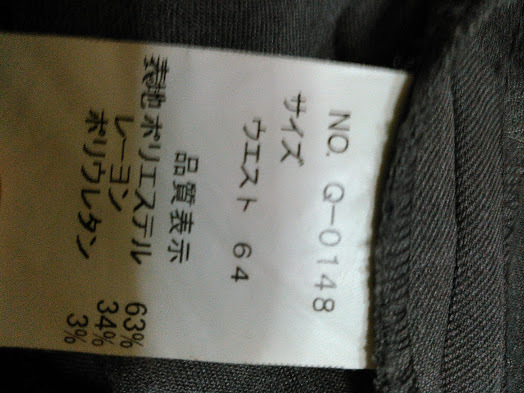 NO. Q-0148
サイズ
ウエスト 64
品質表示
表地 ポリエステル 63%
レーヨン 34%
ポリウレタン 3%